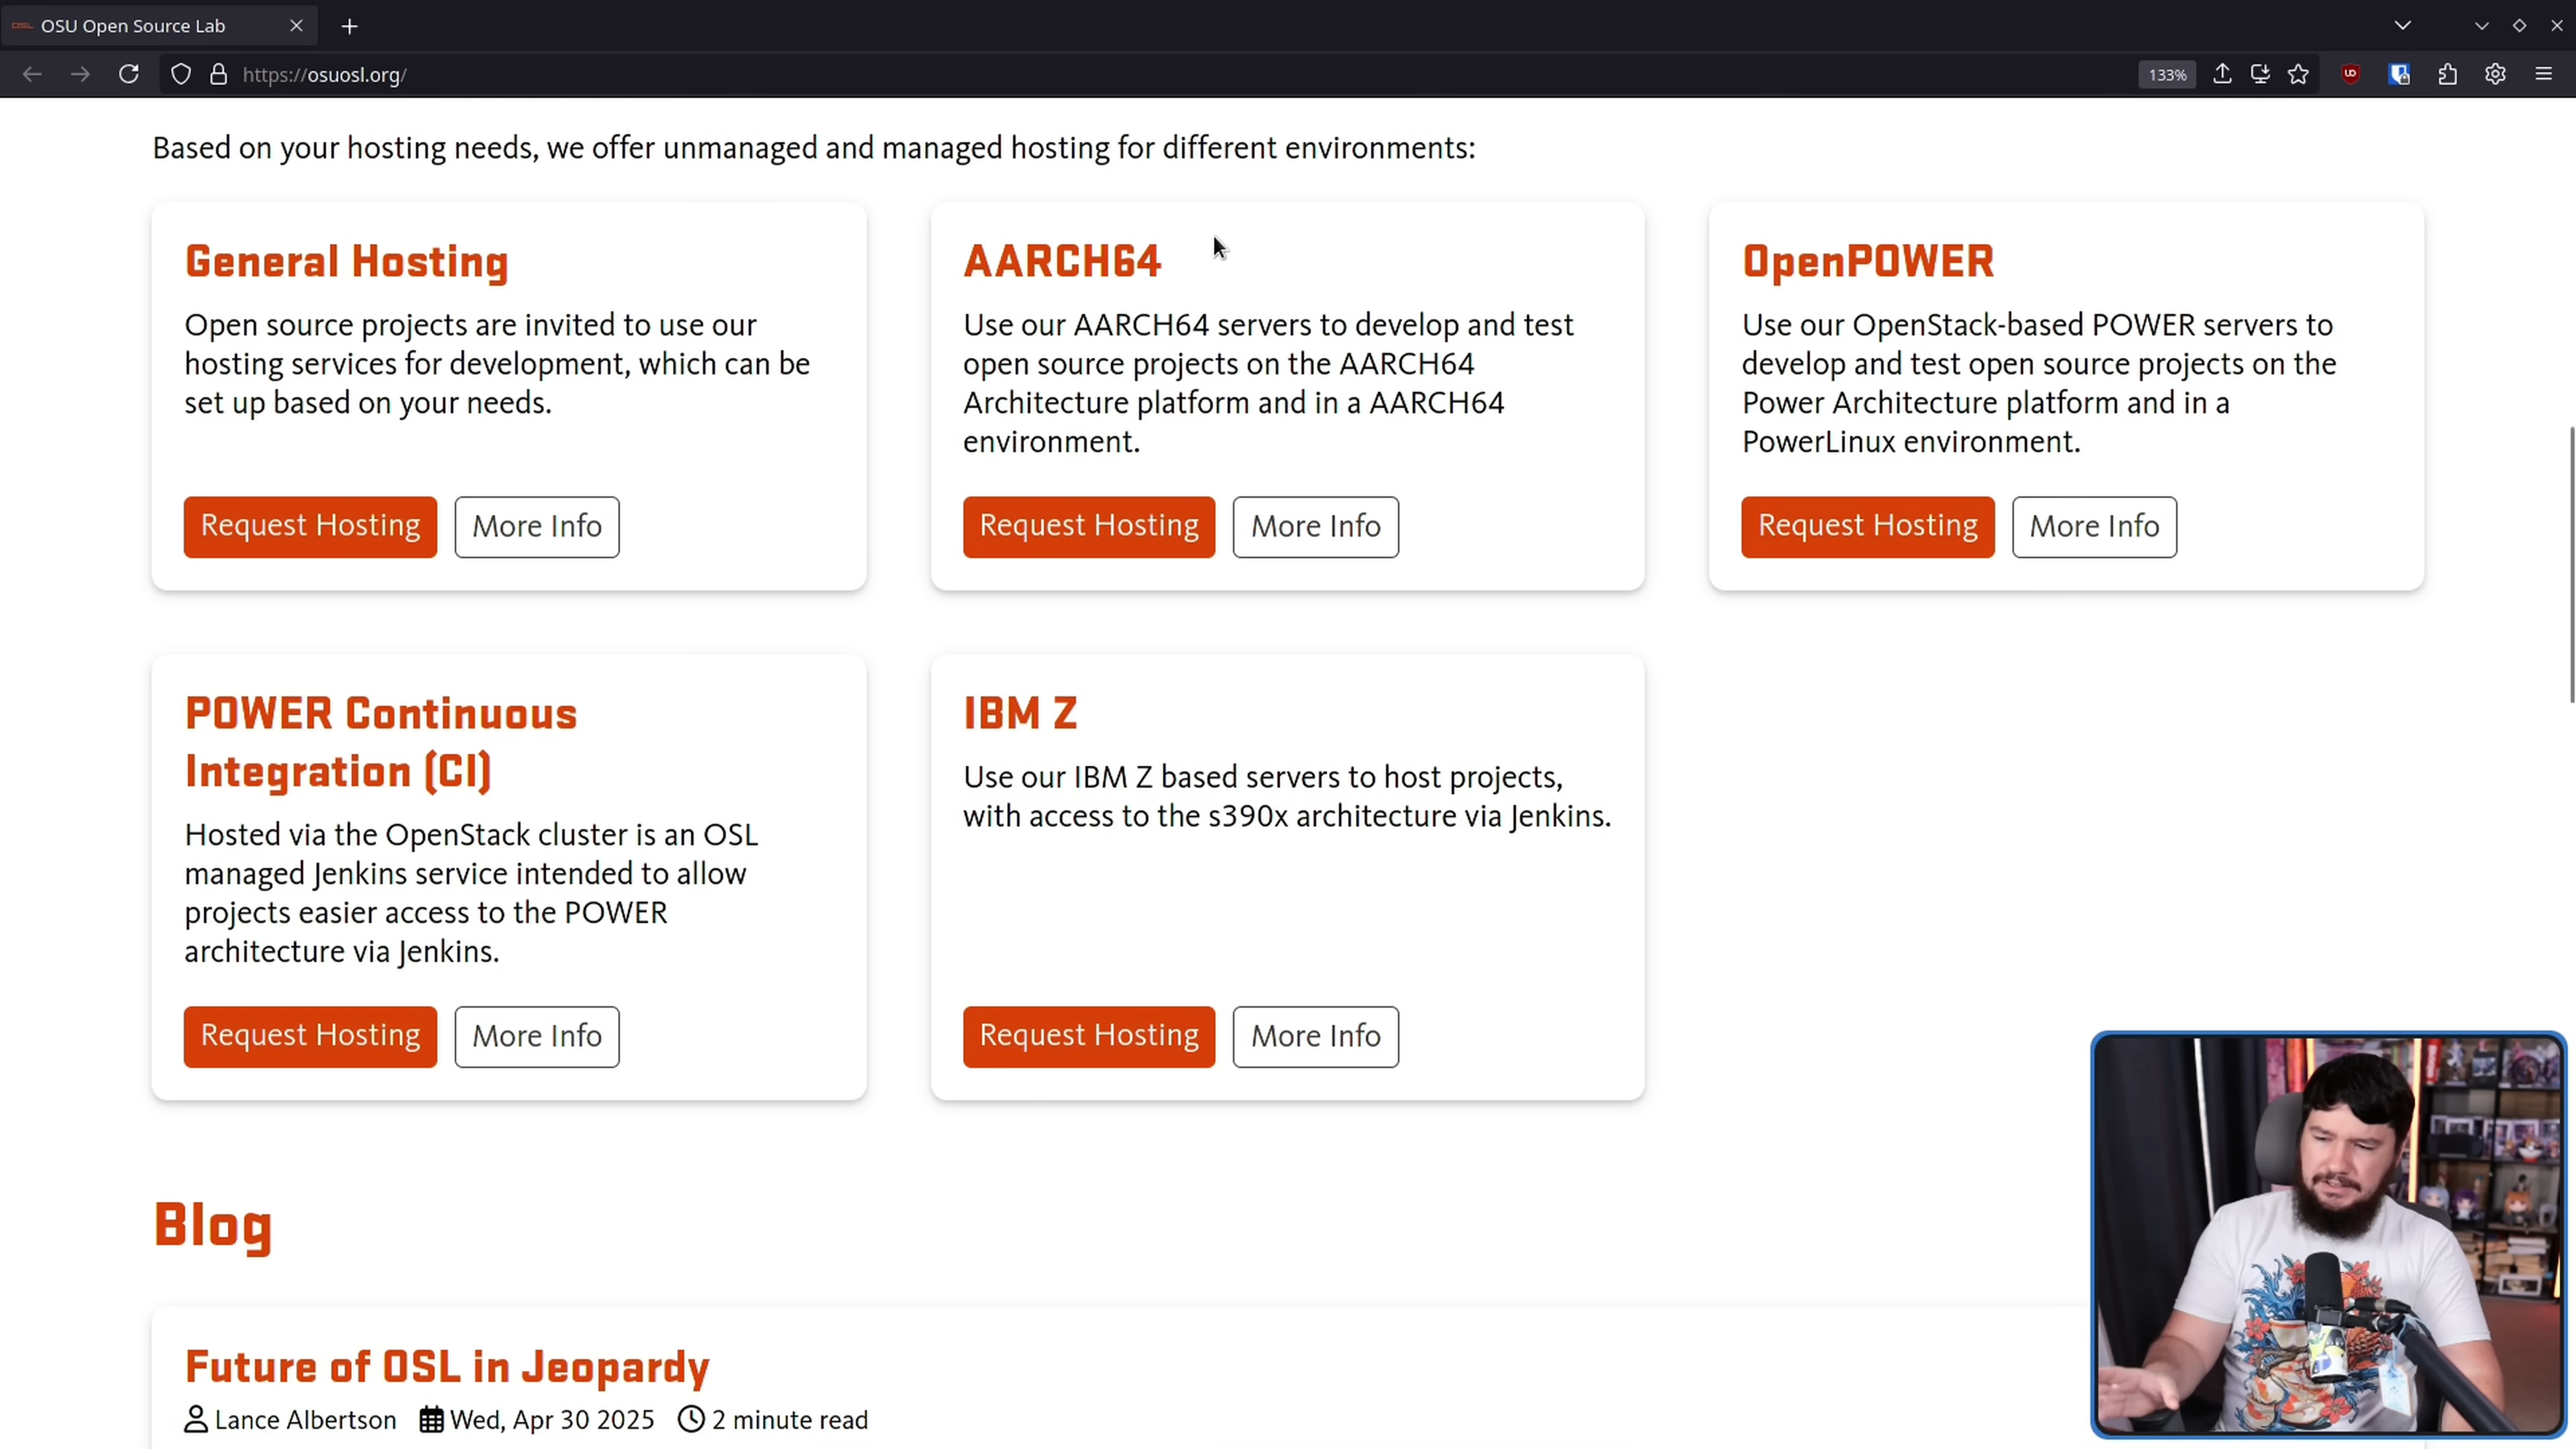 OSU Open Source Lab
https://osuosl.org/
133%
Based on your hosting needs, we offer unmanaged and managed hosting for different environments:
General Hosting
Open source projects are invited to use our
hosting services for development, which can be
set up based on your needs.
Request Hosting
More Info
AARCH64
Use our AARCH64 servers to develop and test
open source projects on the AARCH64
Architecture platform and in a AARCH64
environment.
Request Hosting
More Info
OpenPOWER
Use our OpenStack-based POWER servers to
develop and test open source projects on the
Power Architecture platform and in a
PowerLinux environment.
Request Hosting
More Info
POWER Continuous
Integration (CI)
Hosted via the OpenStack cluster is an OSL
managed Jenkins service intended to allow
projects easier access to the POWER
architecture via Jenkins.
Request Hosting
More Info
IBM Z
Use our IBM Z based servers to host projects,
with access to the s390x architecture via Jenkins.
Request Hosting
More Info
Blog
Future of OSL in Jeopardy
Lance Albertson Wed, Apr 30 2025 2 minute read